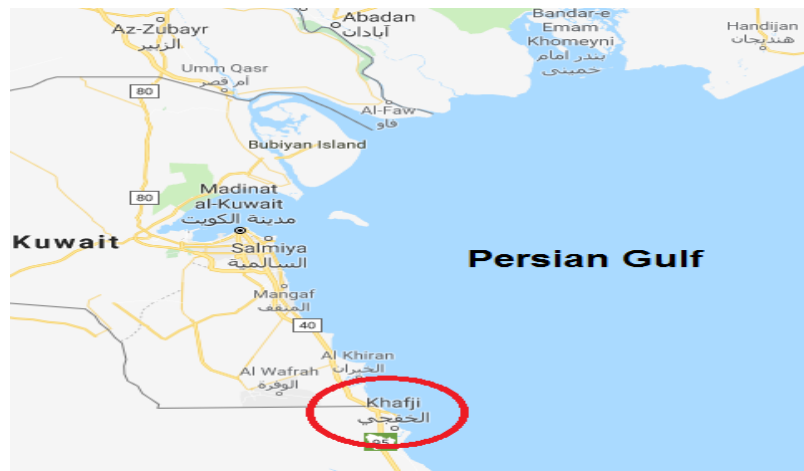 Az-Zubayr
الزبير
Abadan
آبادان
Bandar-e
Emam
Khomeyni
بندر امام
خمینی
Handijan
هندیجان
Umm Qasr
أم قصر
80
Al-Faw
فاو
Bubiyan Island
Madinat
al-Kuwait
مدينة الكويت
80
Kuwait
Salmiya
السالمية
Persian Gulf
Mangaf
المنقف
40
Al Khiran
الخيران
Al Wafrah
الوفرة
Khafji
الخفجي
95